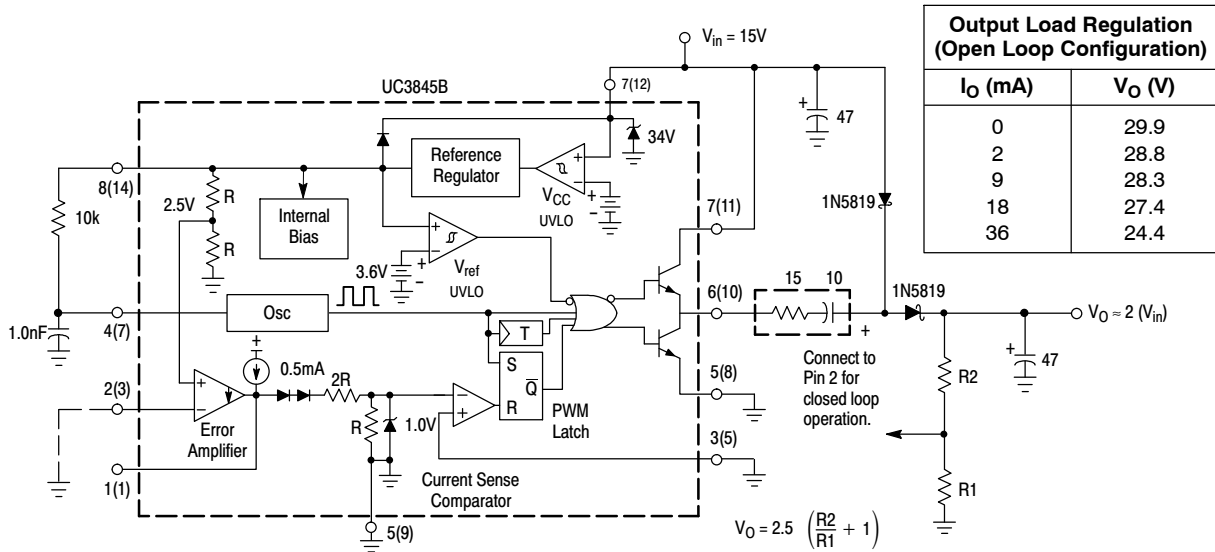 V_in = 15V
Output Load Regulation
(Open Loop Configuration)
I_O (mA)
V_O (V)
0
29.9
2
28.8
9
28.3
18
27.4
36
24.4
UC3845B
7(12)
+
47
34V
8(14)
Reference
Regulator
+
−
V_CC
UVLO
+
−
R
2.5V
R
Internal
Bias
10k
7(11)
1N5819
+
−
V_ref
UVLO
3.6V
+
−
15
10
1N5819
6(10)
+
V_O ≈ 2 (V_in)
Osc
4(7)
1.0nF
T
+
47
Connect to
Pin 2 for
closed loop
operation.
R2
+
0.5mA
S
Q̅
R
5(8)
2(3)
+
−
2R
−
+
PWM
Latch
Error
Amplifier
R
1.0V
3(5)
1(1)
Current Sense
Comparator
R1
5(9)
V_O = 2.5 (R2/R1 + 1)